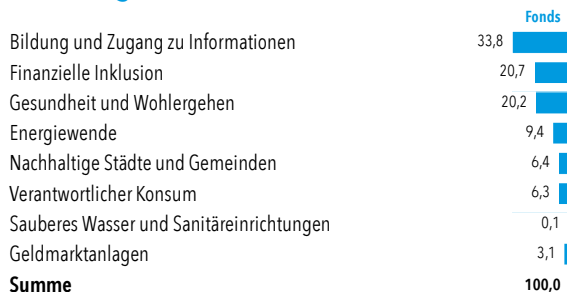 Fonds
Bildung und Zugang zu Informationen 33,8
Finanzielle Inklusion 20,7
Gesundheit und Wohlergehen 20,2
Energiewende 9,4
Nachhaltige Städte und Gemeinden 6,4
Verantwortlicher Konsum 6,3
Sauberes Wasser und Sanitäreinrichtungen 0,1
Geldmarktanlagen 3,1
Summe 100,0